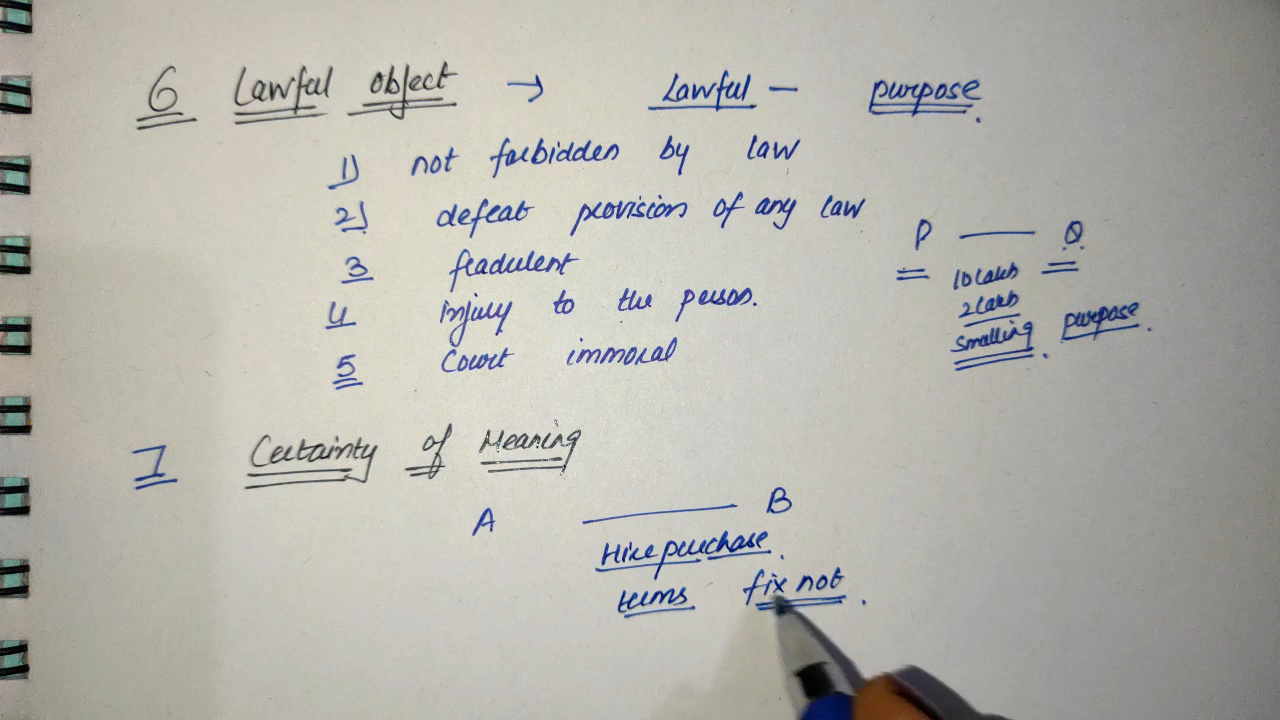 6 Lawful object → Lawful — purpose.
1) not forbidden by law
2) defeat provision of any law
3 fradulent
4 injury to the person.
5 Court immoral
P — Q
10 lakh
2 lakh
smalling purpose.
7 Certainty of Meaning
A — B
Hire purchase.
terms fix not.